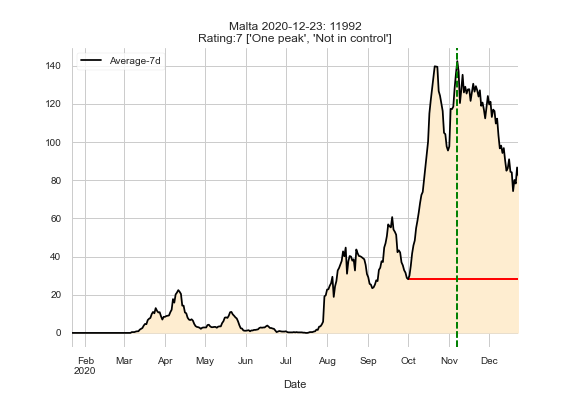 Malta 2020-12-23: 11992
Rating:7 ['One peak', 'Not in control']
Average-7d
140
120
100
80
60
40
20
0
Feb Mar Apr May Jun Jul Aug Sep Oct Nov Dec
2020
Date